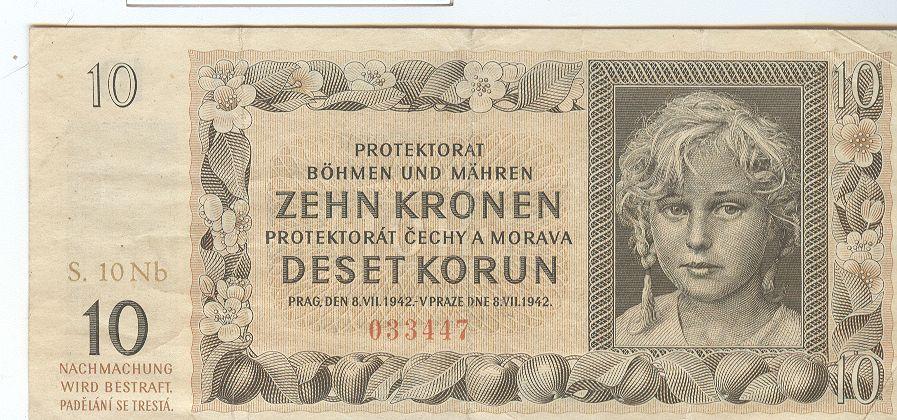 10
10
PROTEKTORAT
BÖHMEN UND MÄHREN
ZEHN KRONEN
PROTEKTORÁT ČECHY A MORAVA
DESET KORUN
PRAG, DEN 8.VII.1942.-V PRAZE DNE 8.VII.1942.
033447
S. 10 Nb
10
NACHMACHUNG
WIRD BESTRAFT.
PADĚLÁNÍ SE TRESTÁ.
10